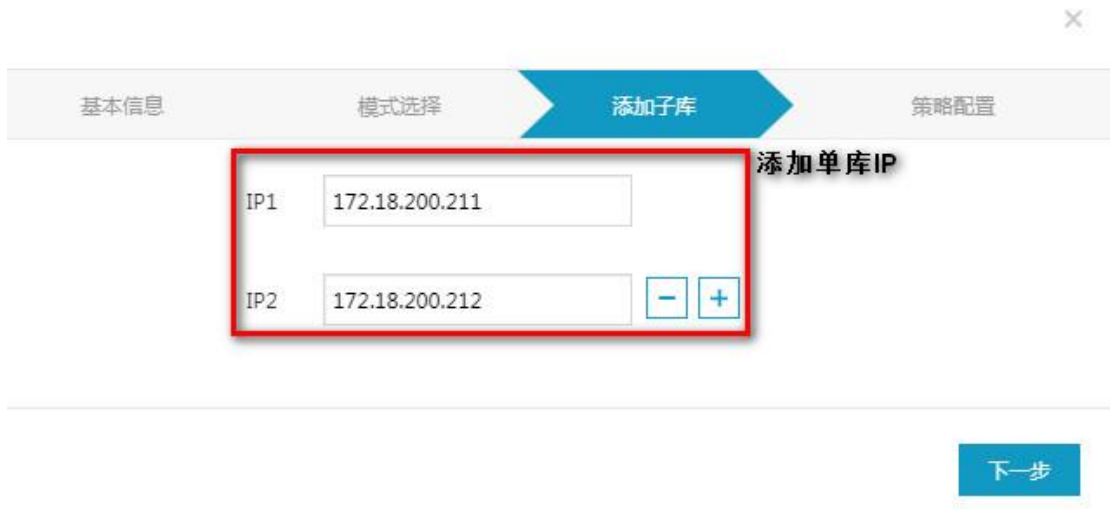 基本信息 模式选择 添加子库 策略配置
添加单库IP
IP1 172.18.200.211
IP2 172.18.200.212
下一步